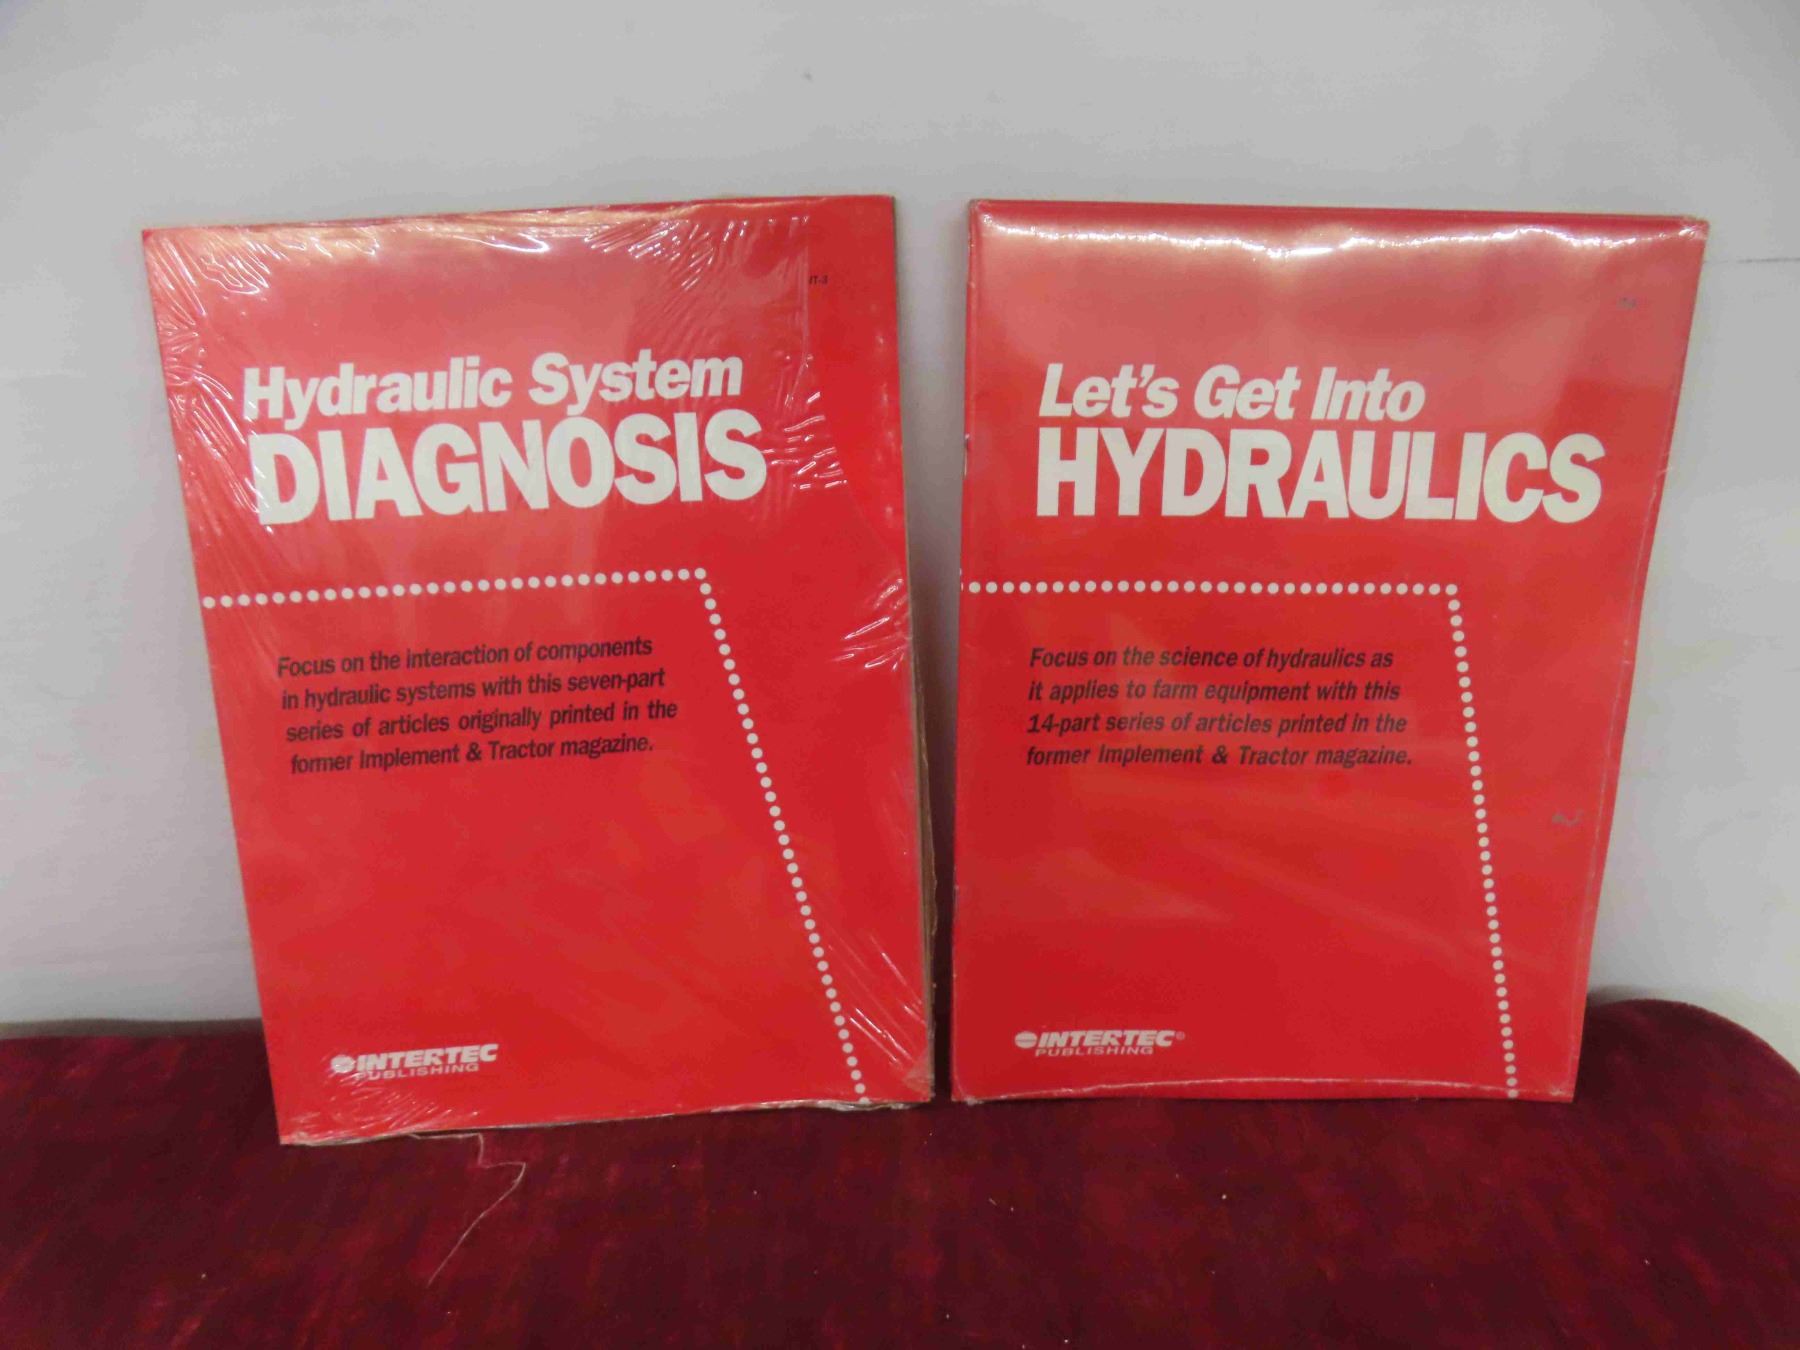 IT-3
Hydraulic System
DIAGNOSIS
Focus on the interaction of components
in hydraulic systems with this seven-part
series of articles originally printed in the
former Implement & Tractor magazine.
INTERTEC
PUBLISHING
Let's Get Into
HYDRAULICS
Focus on the science of hydraulics as
it applies to farm equipment with this
14-part series of articles printed in the
former Implement & Tractor magazine.
INTERTEC®
PUBLISHING